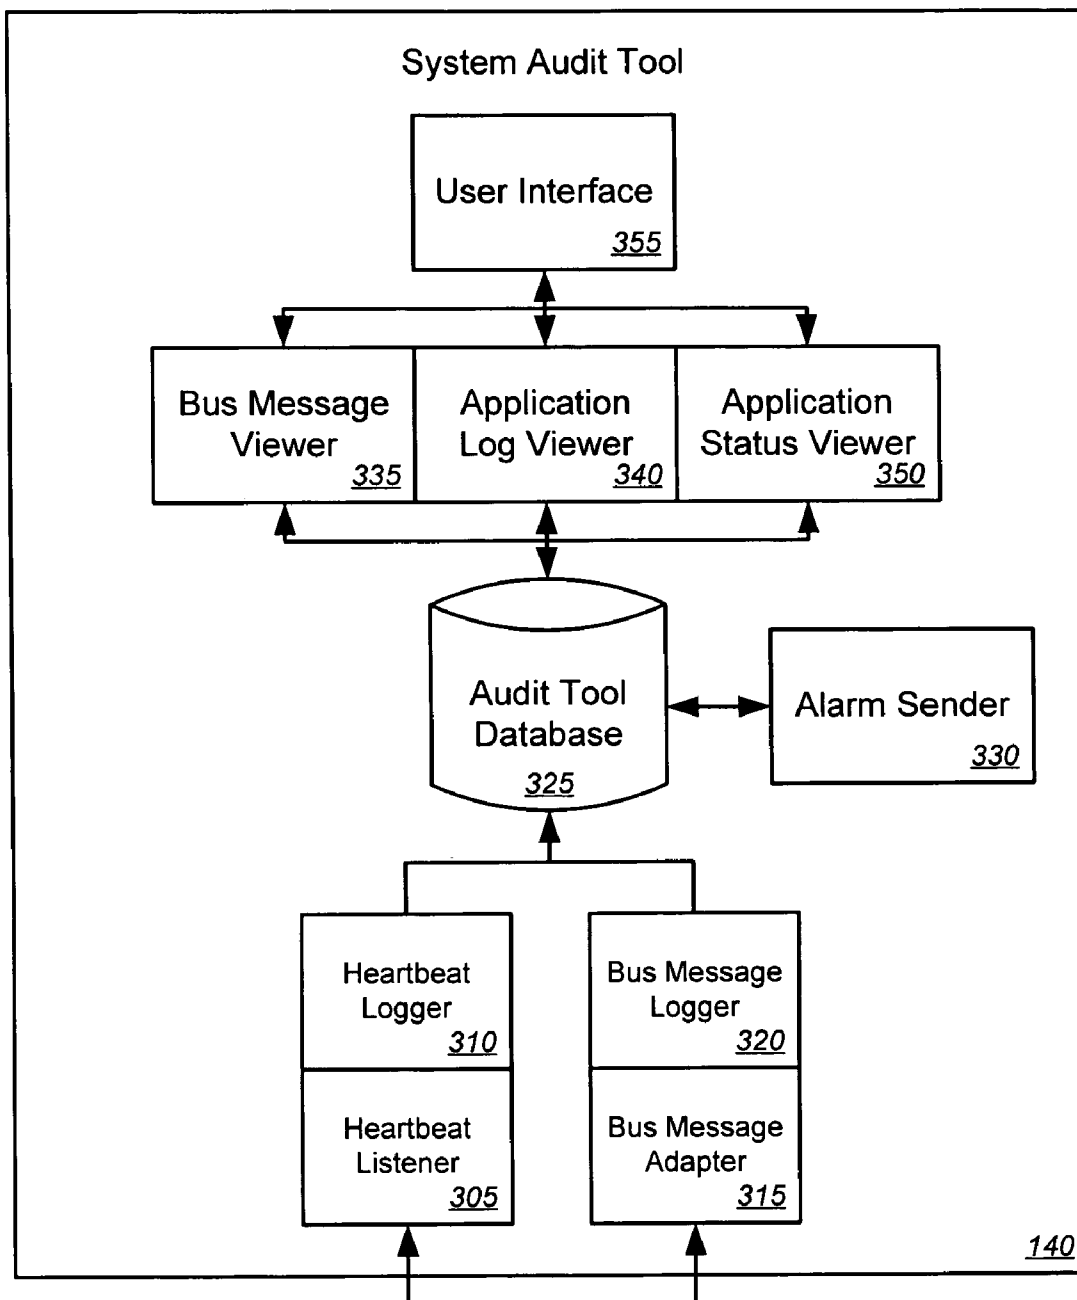 System Audit Tool
User Interface
355
Bus Message
Viewer
335
Application
Log Viewer
340
Application
Status Viewer
350
Audit Tool
Database
325
Alarm Sender
330
Heartbeat
Logger
310
Bus Message
Logger
320
Heartbeat
Listener
305
Bus Message
Adapter
315
140